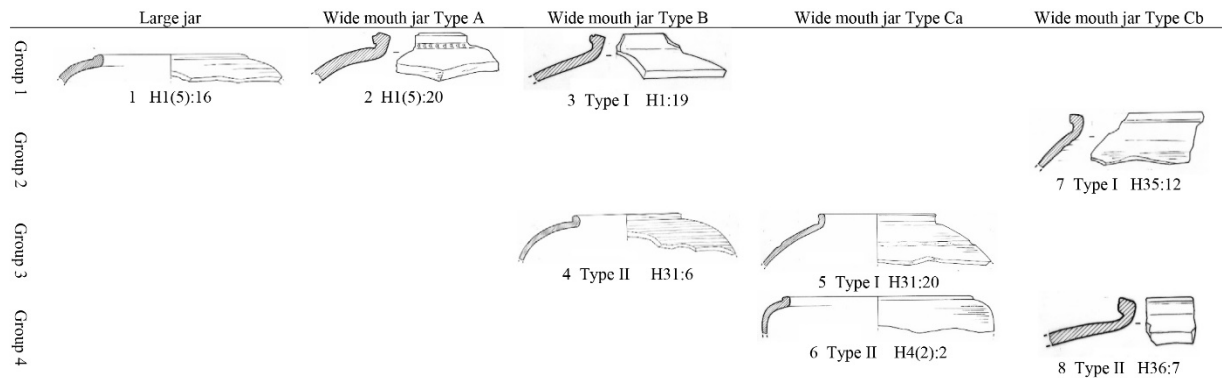 Large jar Wide mouth jar Type A Wide mouth jar Type B Wide mouth jar Type Ca Wide mouth jar Type Cb
Group 1
1 H1(5):16
2 H1(5):20
3 Type I H1:19
Group 2
7 Type I H35:12
Group 3
4 Type II H31:6
5 Type I H31:20
Group 4
6 Type II H4(2):2
8 Type II H36:7